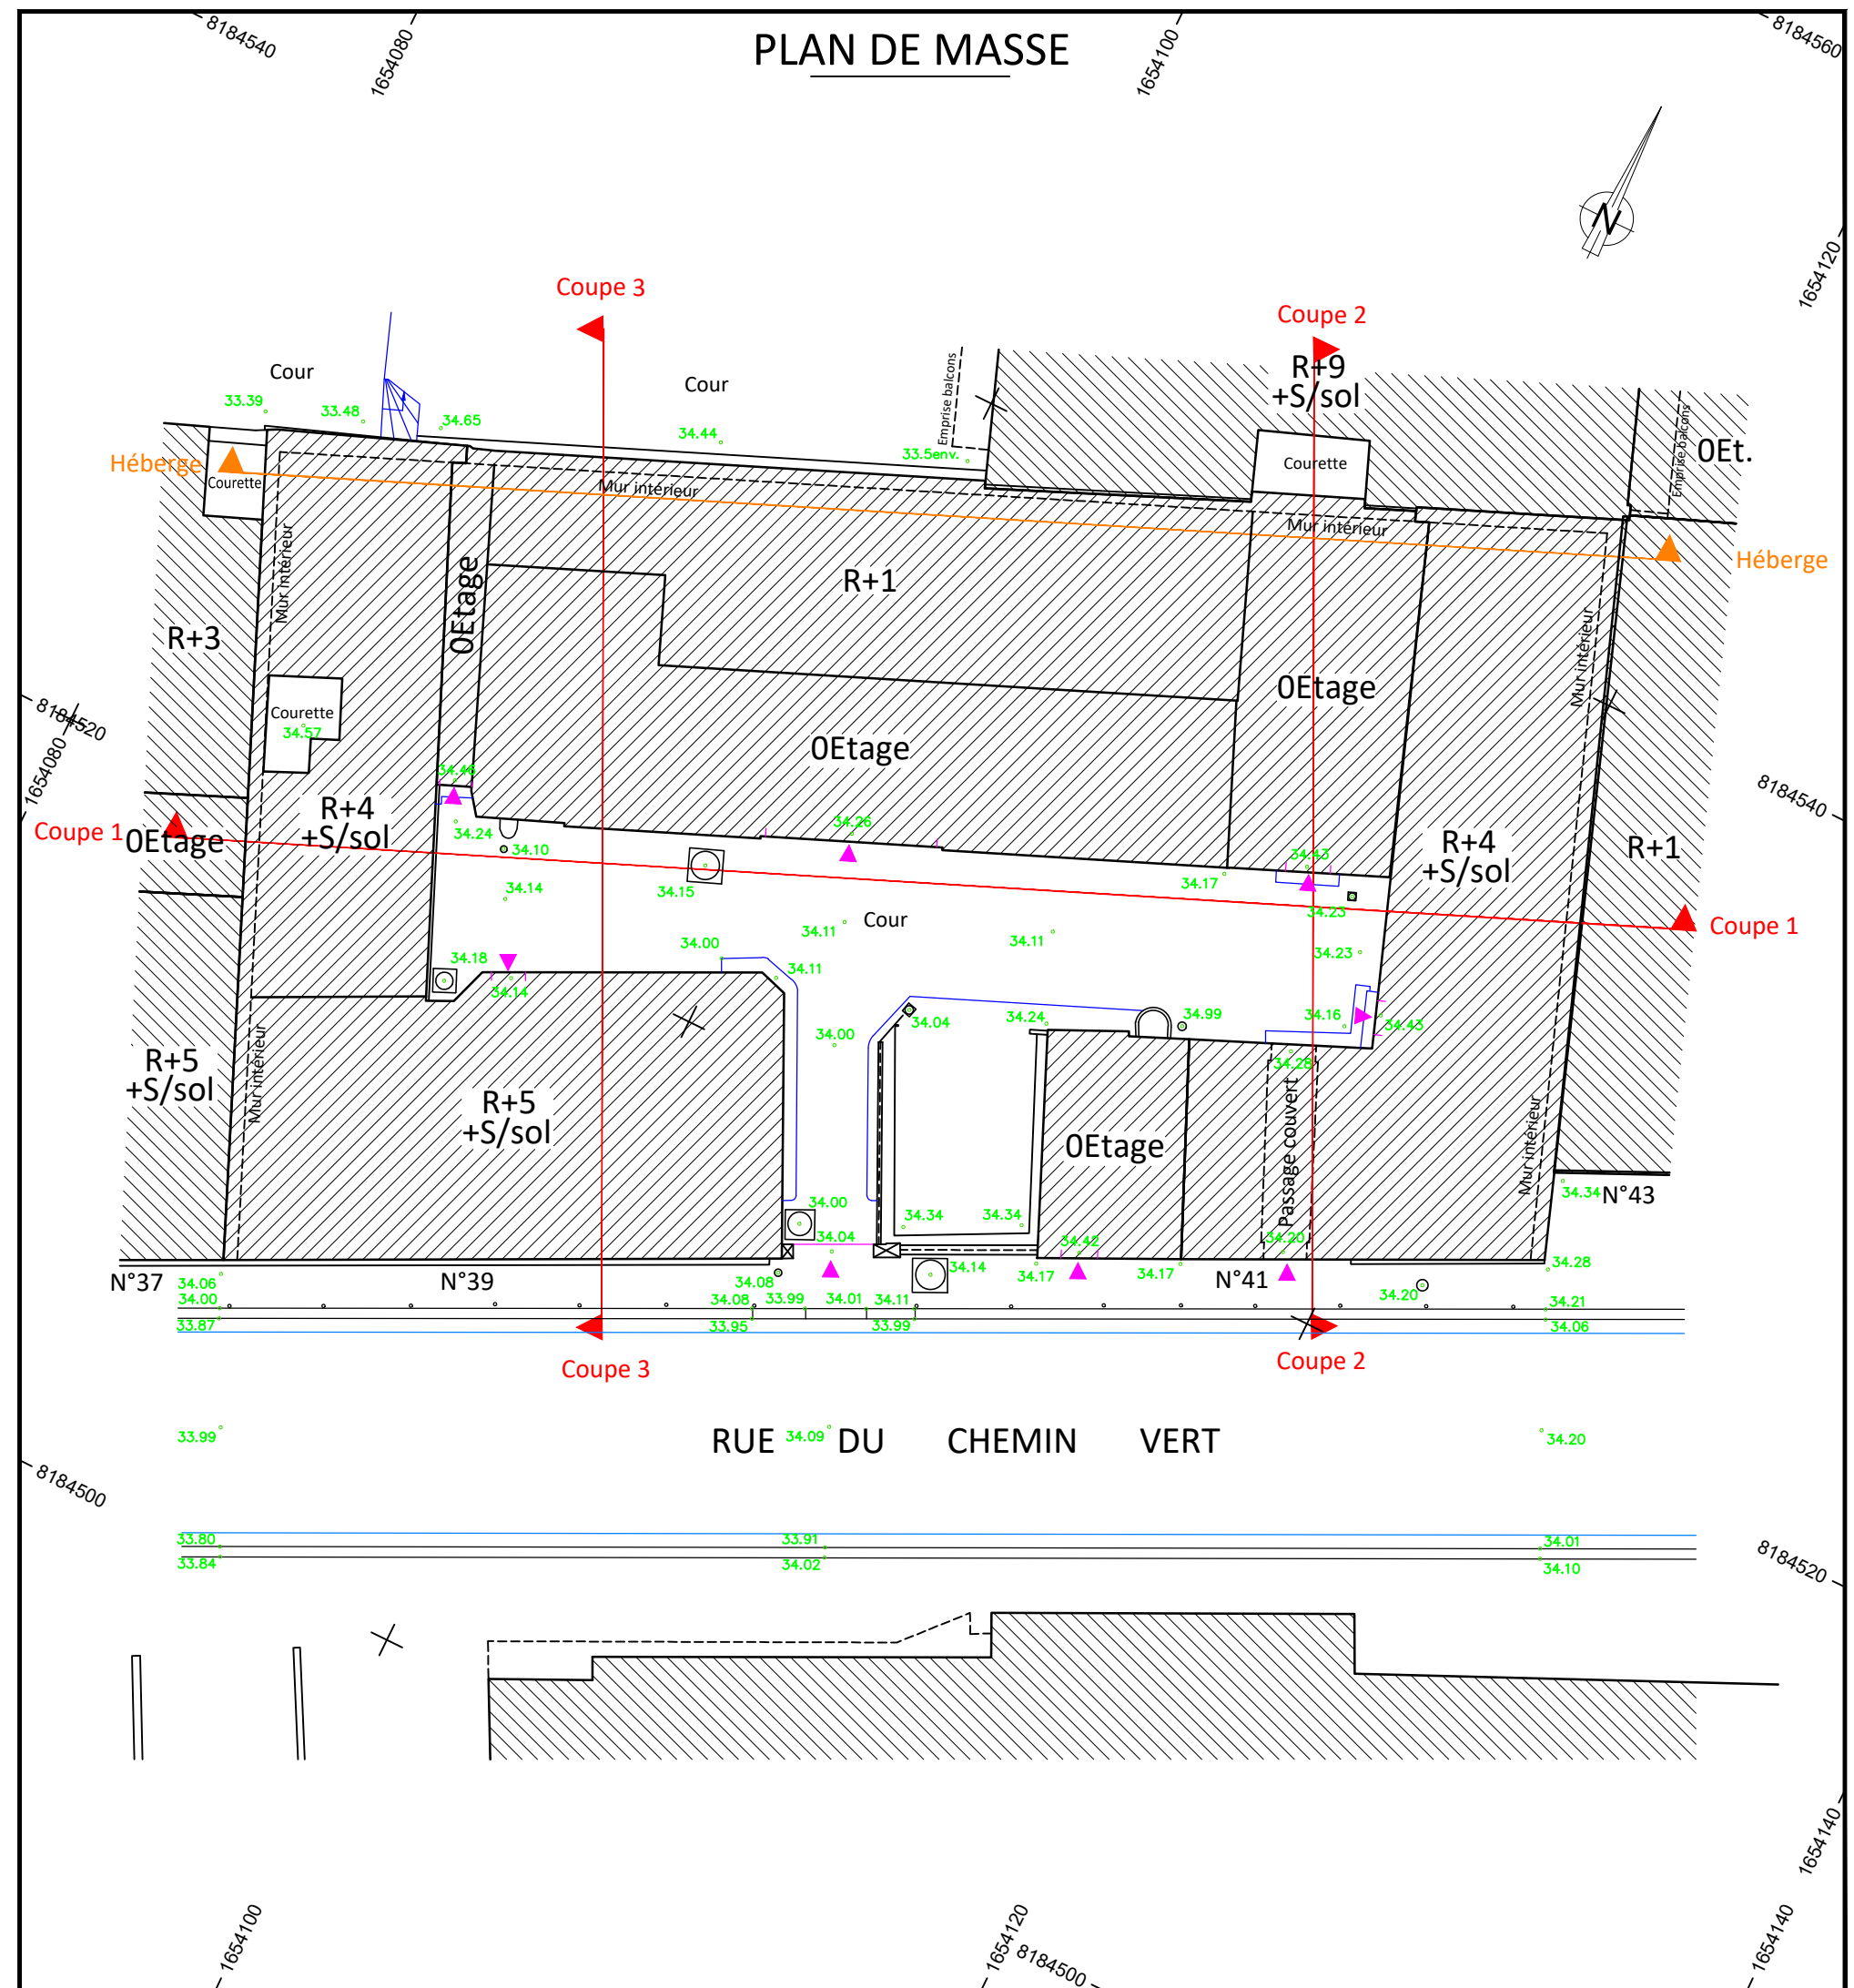 PLAN DE MASSE
8184540
1654080
1654100
8184560
N
1654120
Coupe 3
Coupe 2
R+9
+S/sol
Cour
Cour
Emprise balcons
33.39
33.48
34.65
34.44
33.5env.
Emprise balcons
0Et.
Héberge
Courette
Courette
Mur intérieur
Mur intérieur
Héberge
Mur intérieur
0Etage
R+1
R+3
Mur intérieur
0Etage
Courette
34.57
8184520
1654080
0Etage
34.46
8184540
R+4
+S/sol
Coupe 1
0Etage
34.24
34.26
34.10
R+4
+S/sol
R+1
34.43
34.17
34.14
34.15
34.23
Cour
Coupe 1
34.11
34.11
34.00
34.18
34.23
34.11
34.14
34.00
34.04
34.24
34.99
34.16
34.43
34.28
R+5
+S/sol
Mur intérieur
R+5
+S/sol
0Etage
Passage couvert
Mur intérieur
34.34
N°43
34.00
34.34
34.34
34.04
34.42
34.20
34.28
N°37
34.06
N°39
34.08
34.14
34.17
34.17
N°41
34.20
34.00
34.08
33.99
34.01
34.11
34.21
33.87
33.95
33.99
34.06
Coupe 3
Coupe 2
33.99
RUE DU CHEMIN VERT
34.09
34.20
8184500
33.80
33.91
34.01
33.84
34.02
34.10
8184520
1654140
1654100
1654120
8184500
1654140